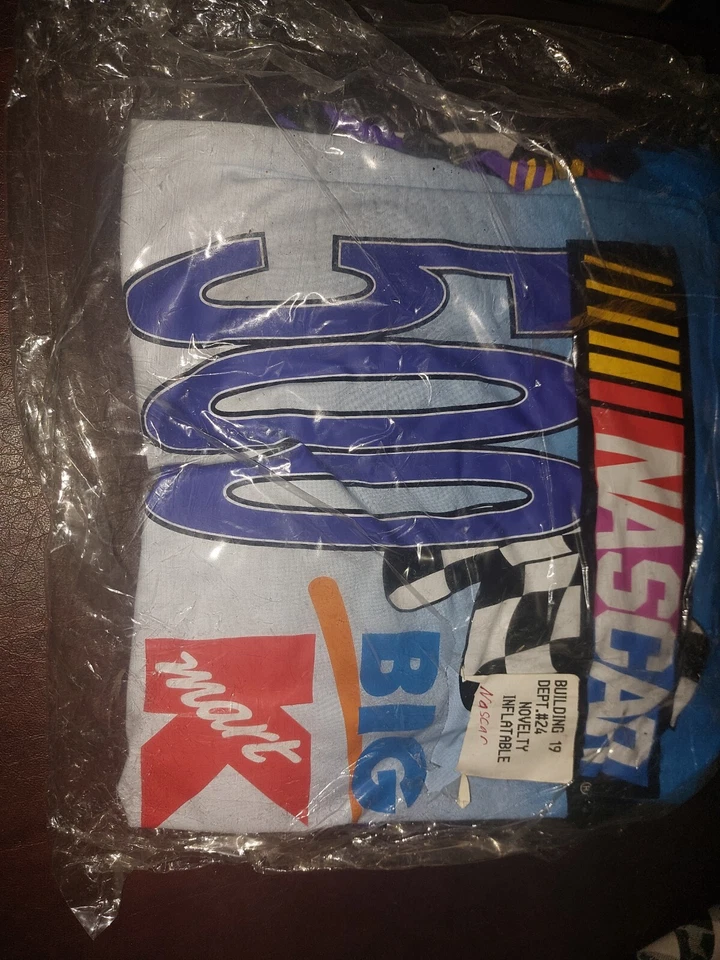 NASCAR
®
500
BIG
K
mart
BUILDING 19
DEPT.#24
NOVELTY
INFLATABLE
Nascar